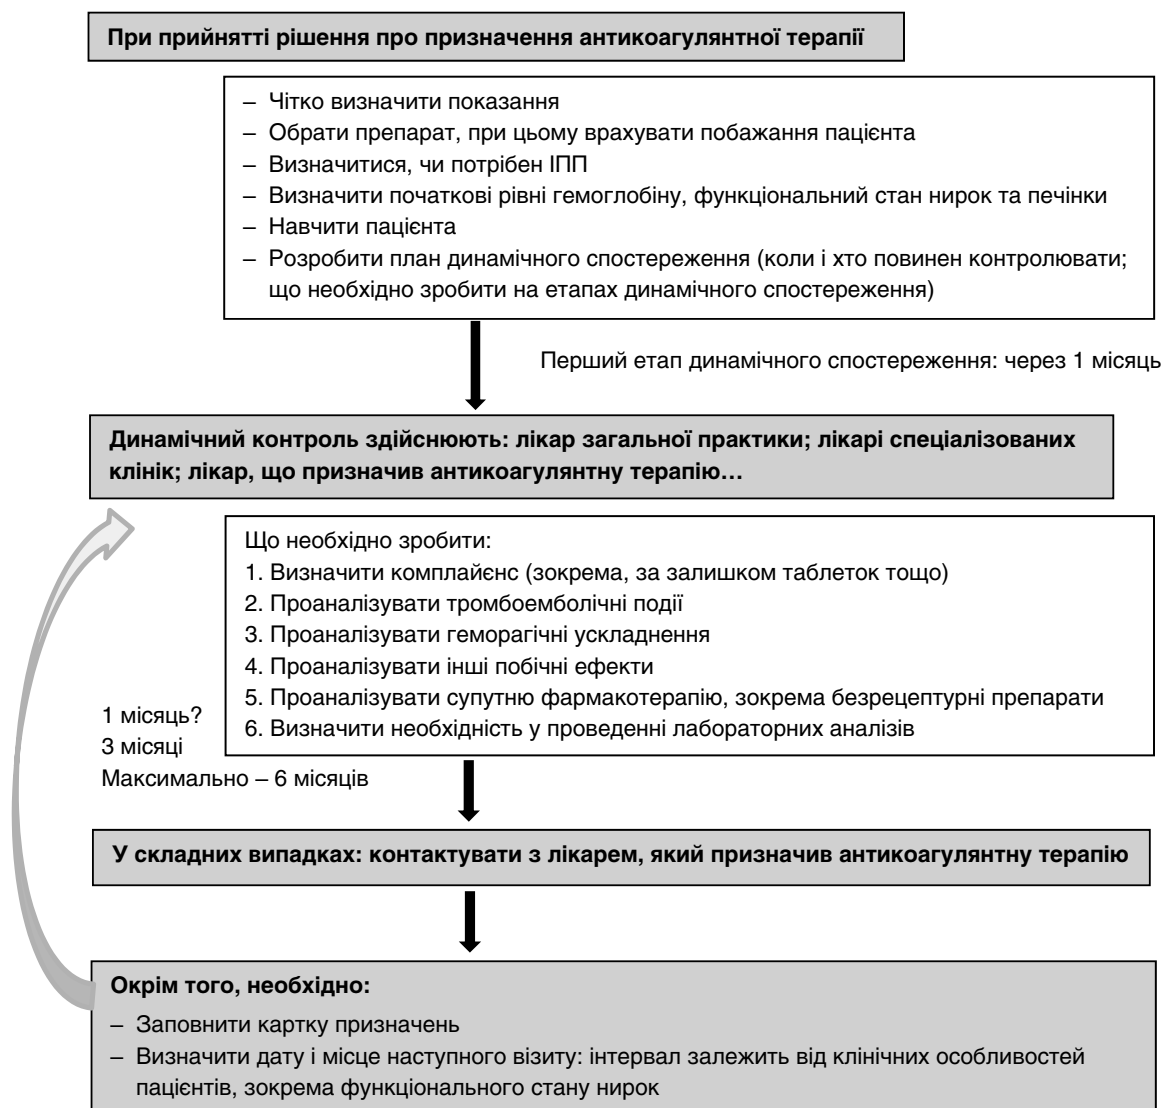 При прийнятті рішення про призначення антикоагулянтної терапії
– Чітко визначити показання
– Обрати препарат, при цьому врахувати побажання пацієнта
– Визначитися, чи потрібен ІПП
– Визначити початкові рівні гемоглобіну, функціональний стан нирок та печінки
– Навчити пацієнта
– Розробити план динамічного спостереження (коли і хто повинен контролювати;
що необхідно зробити на етапах динамічного спостереження)
Перший етап динамічного спостереження: через 1 місяць
Динамічний контроль здійснюють: лікар загальної практики; лікарі спеціалізованих
клінік; лікар, що призначив антикоагулянтну терапію…
Що необхідно зробити:
1. Визначити комплайєнс (зокрема, за залишком таблеток тощо)
2. Проаналізувати тромбоемболічні події
3. Проаналізувати геморагічні ускладнення
4. Проаналізувати інші побічні ефекти
5. Проаналізувати супутню фармакотерапію, зокрема безрецептурні препарати
6. Визначити необхідність у проведенні лабораторних аналізів
1 місяць?
3 місяці
Максимально – 6 місяців
У складних випадках: контактувати з лікарем, який призначив антикоагулянтну терапію
Окрім того, необхідно:
– Заповнити картку призначень
– Визначити дату і місце наступного візиту: інтервал залежить від клінічних особливостей
пацієнтів, зокрема функціонального стану нирок